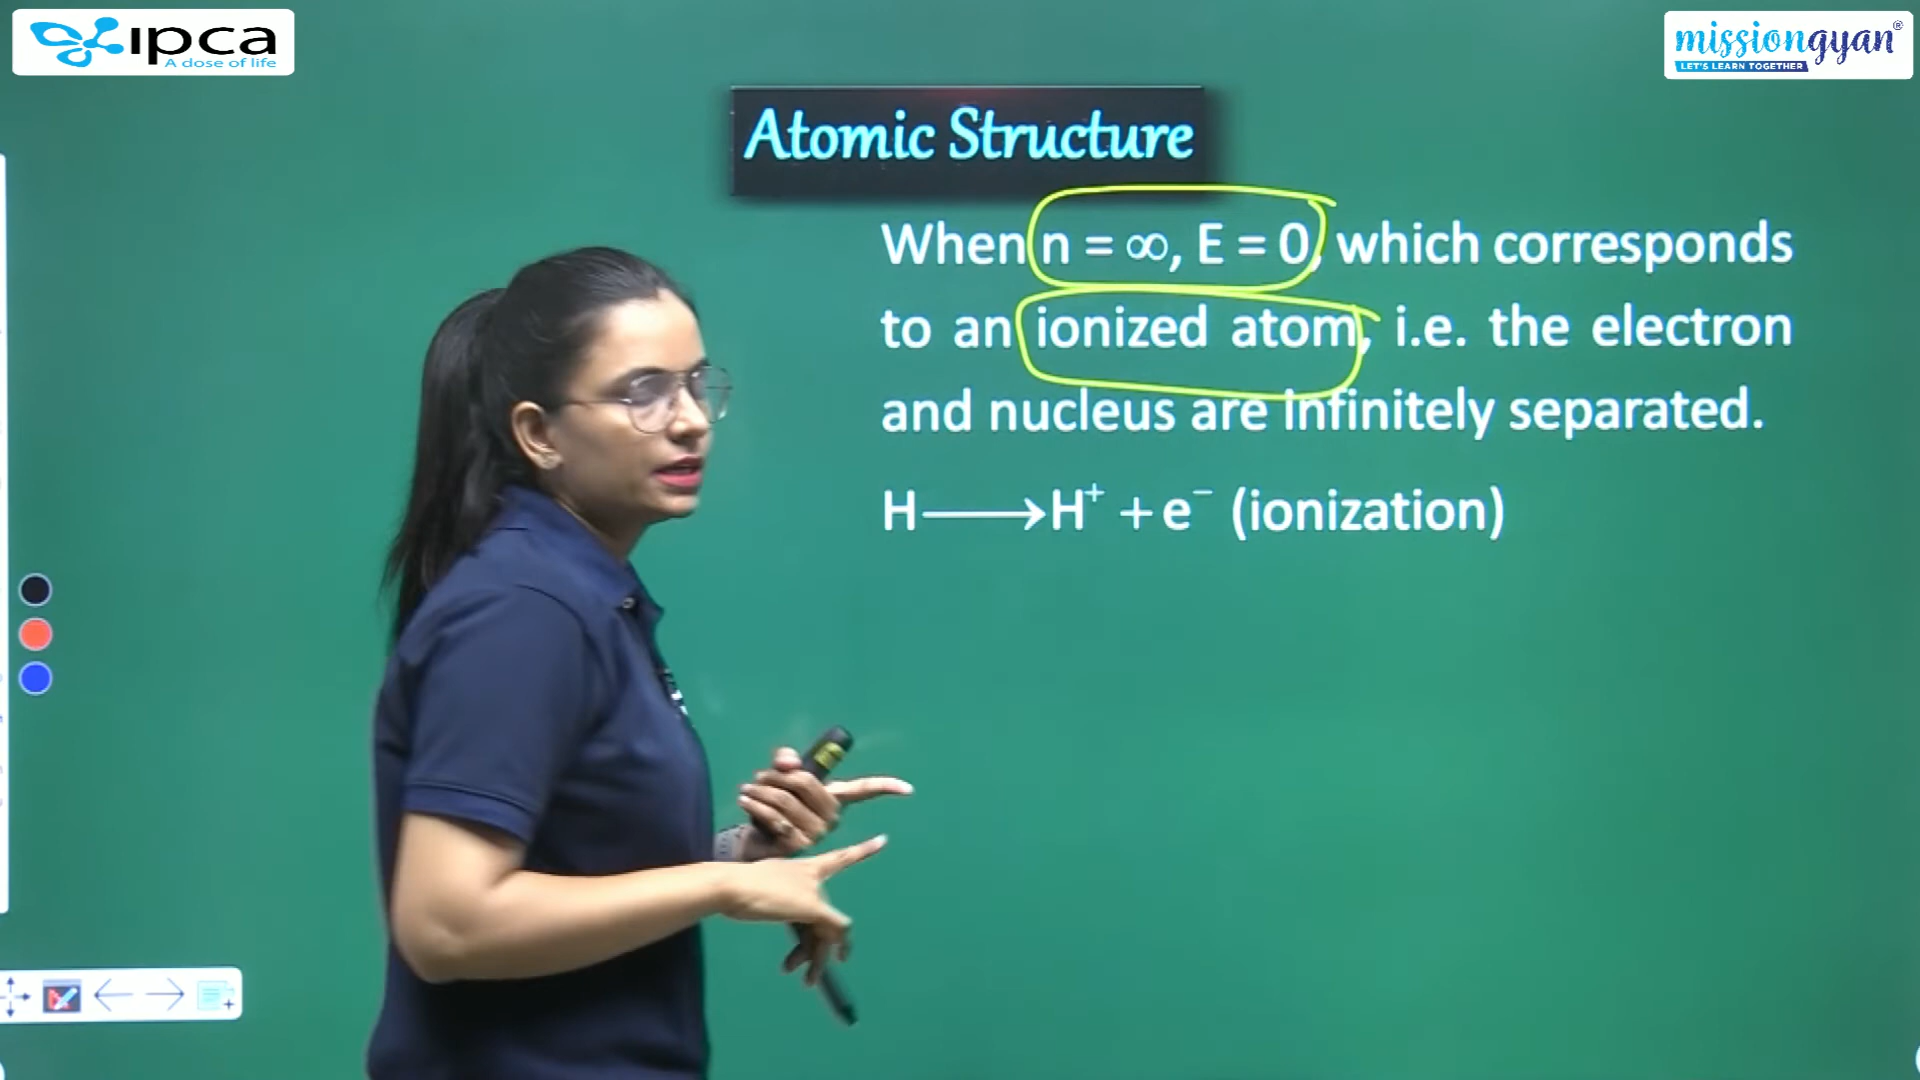 ipca
A dose of life
missiongyan®
LET'S LEARN TOGETHER
Atomic Structure
When n = ∞, E = 0, which corresponds
to an ionized atom, i.e. the electron
and nucleus are infinitely separated.
H⟶H⁺ + e⁻ (ionization)